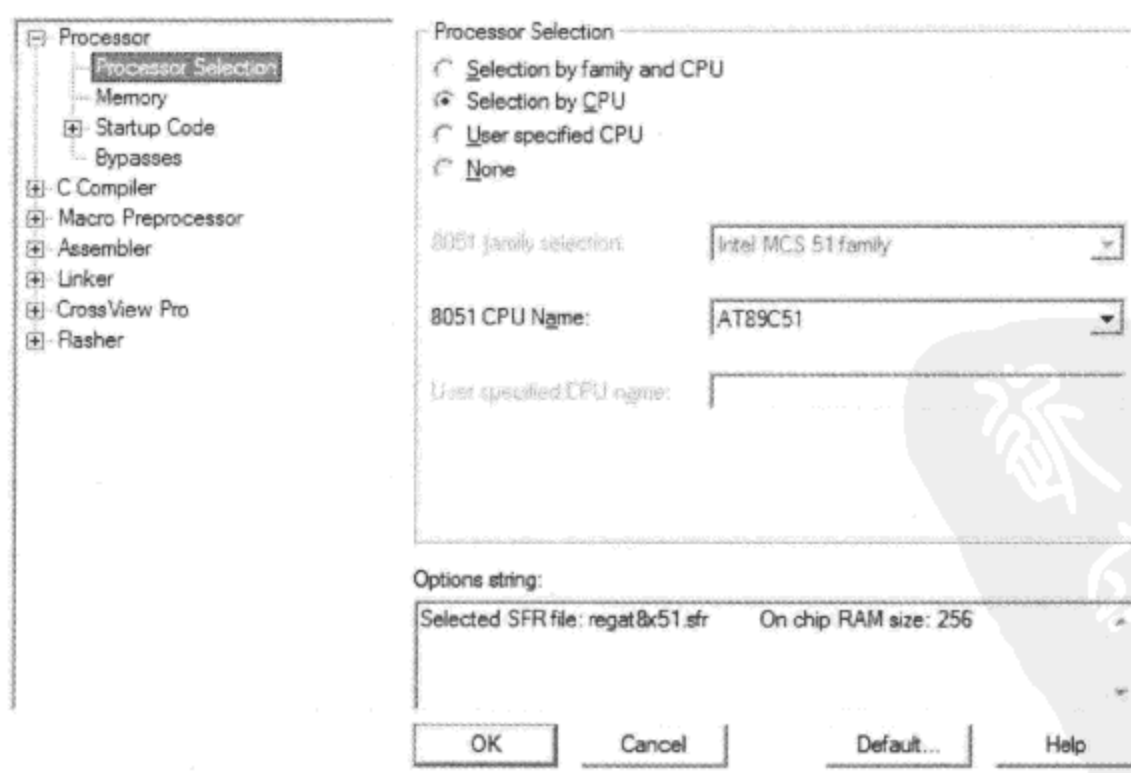 Processor
Processor Selection
Memory
Startup Code
Bypasses
C Compiler
Macro Preprocessor
Assembler
Linker
CrossView Pro
Flasher
Processor Selection
Selection by family and CPU
Selection by CPU
User specified CPU
None
8051 family selection:
Intel MCS 51 family
8051 CPU Name:
AT89C51
User specified CPU name:
Options string:
Selected SFR file: regat8x51.sfr On chip RAM size: 256
OK
Cancel
Default...
Help